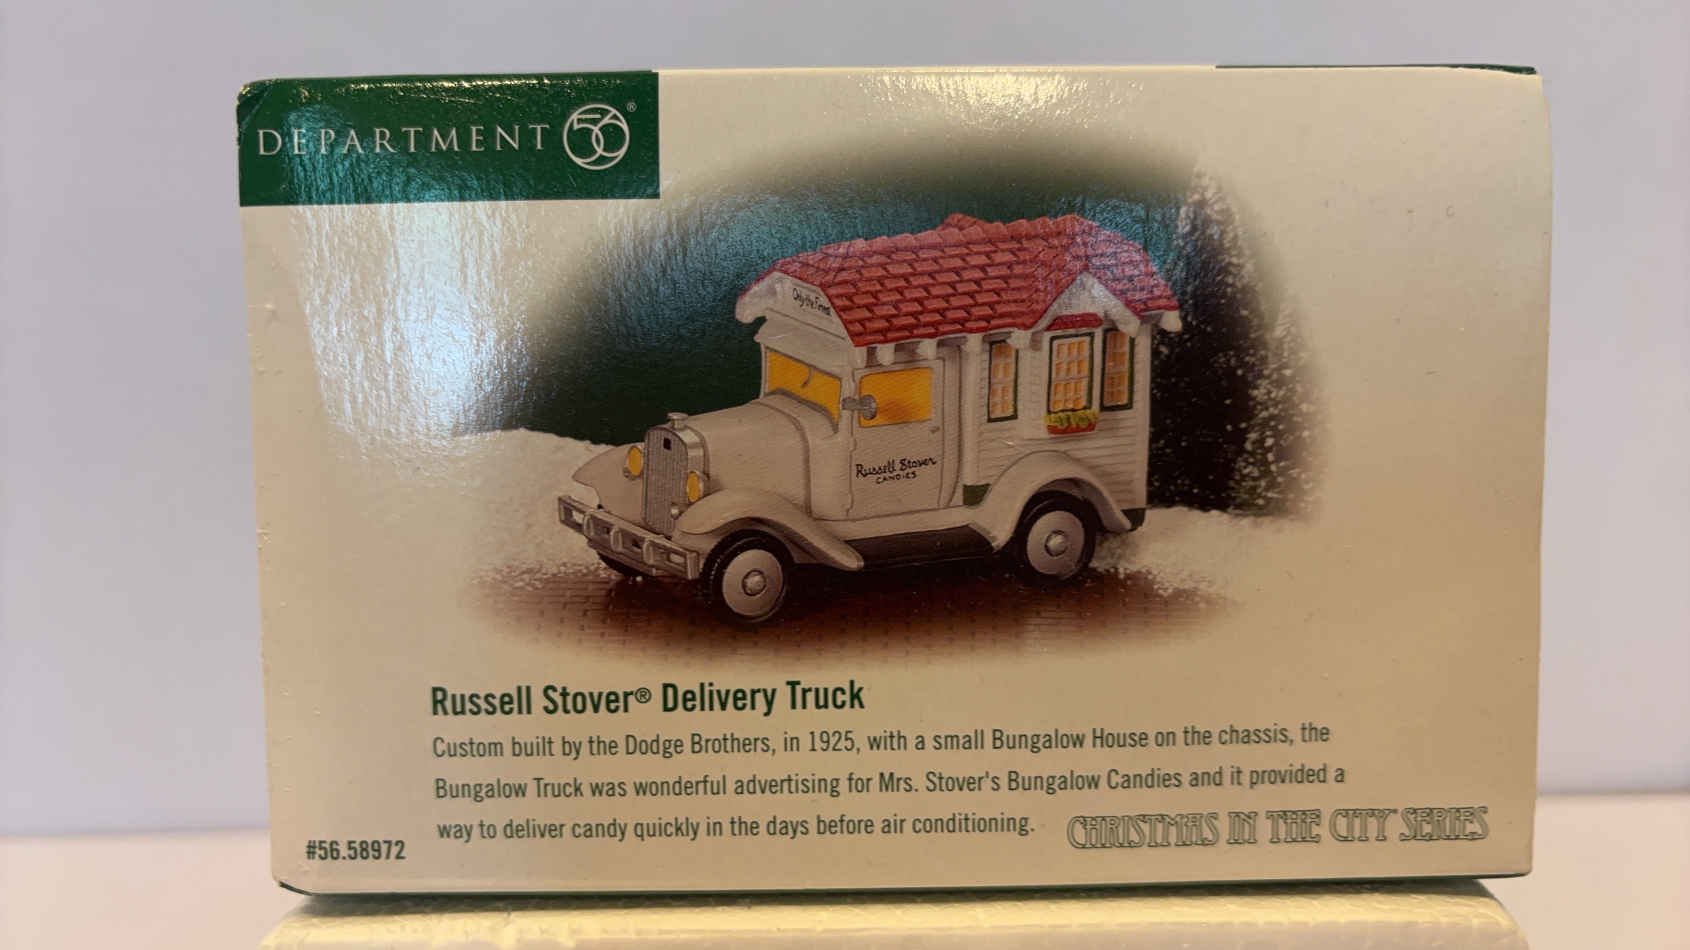 DEPARTMENT 56®
Only the Finest
Russell Stover
CANDIES
Russell Stover® Delivery Truck
Custom built by the Dodge Brothers, in 1925, with a small Bungalow House on the chassis, the
Bungalow Truck was wonderful advertising for Mrs. Stover's Bungalow Candies and it provided a
way to deliver candy quickly in the days before air conditioning.
CHRISTMAS IN THE CITY SERIES
#56.58972